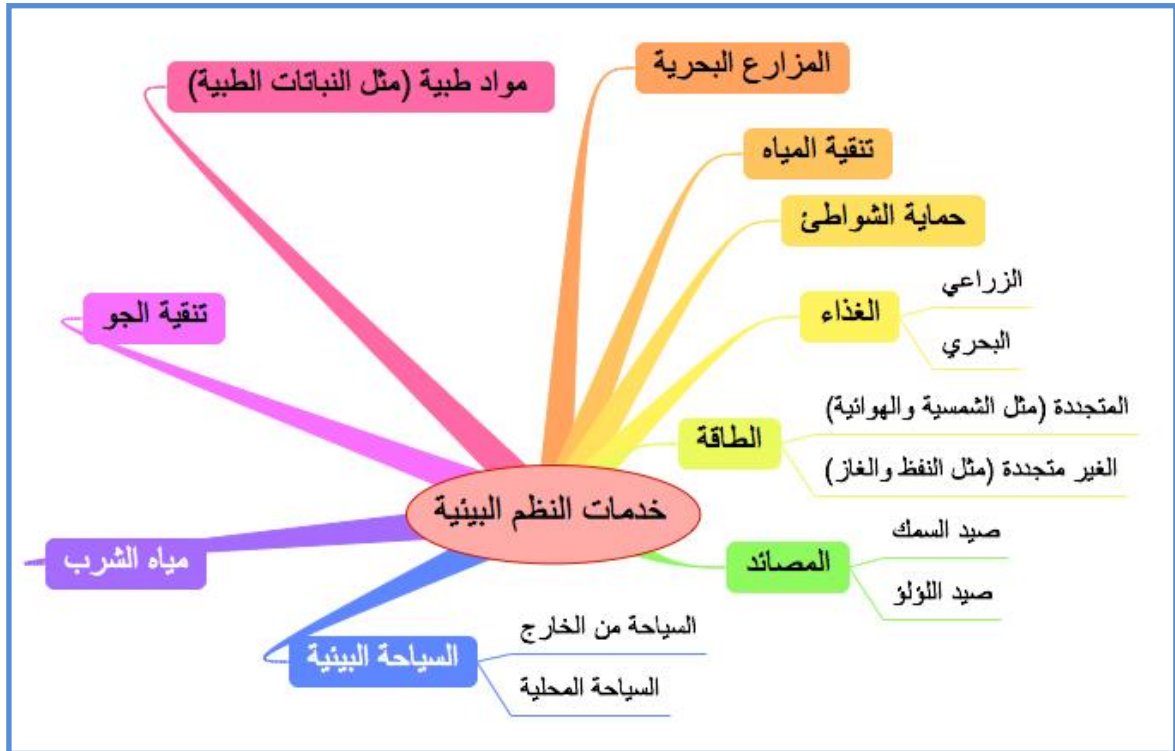 المزارع البحرية
مواد طبية (مثل النباتات الطبية)
تنقية المياه
حماية الشواطئ
الغذاء
الزراعي
البحري
تنقية الجو
الطاقة
المتجددة (مثل الشمسية والهوائية)
الغير متجددة (مثل النفظ والغاز)
خدمات النظم البيئية
المصائد
صيد السمك
صيد اللؤلؤ
مياه الشرب
السياحة البيئية
السياحة من الخارج
السياحة المحلية